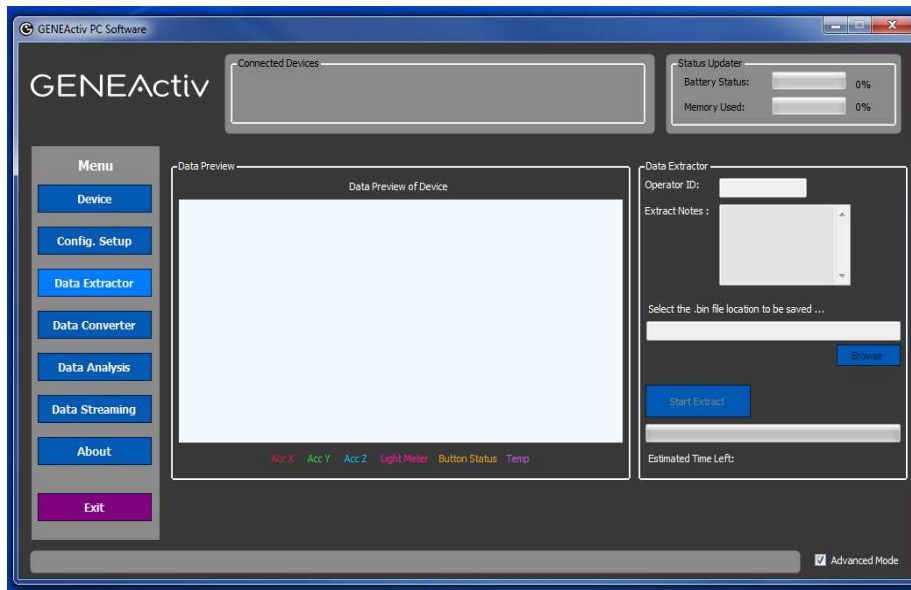 GENEActiv PC Software
GENEActiv
Connected Devices
Status Updater
Battery Status: 0%
Memory Used: 0%
Menu
Device
Config. Setup
Data Extractor
Data Converter
Data Analysis
Data Streaming
About
Exit
Data Preview
Data Preview of Device
Acc X Acc Y Acc Z Light Meter Button Status Temp
Data Extractor
Operator ID:
Extract Notes :
Select the .bin file location to be saved ...
Browse
Start Extract
Estimated Time Left:
Advanced Mode